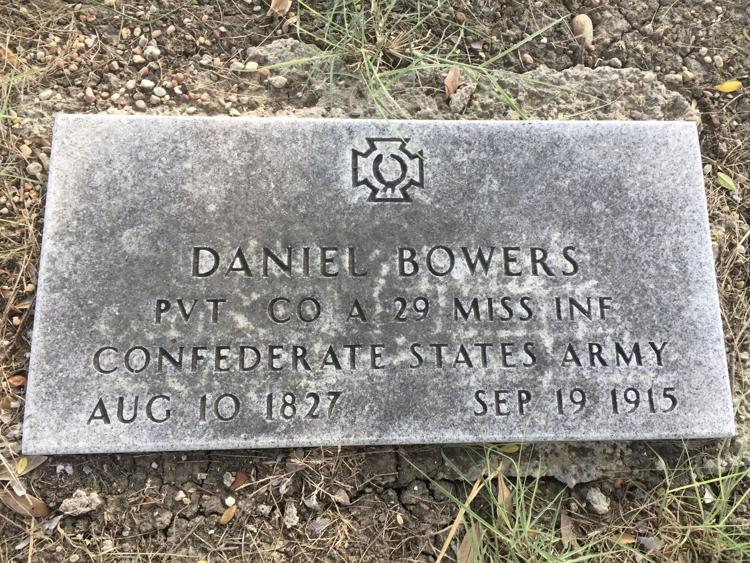 DANIEL BOWERS
PVT CO A 29 MISS INF
CONFEDERATE STATES ARMY
AUG 10 1827 SEP 19 1915